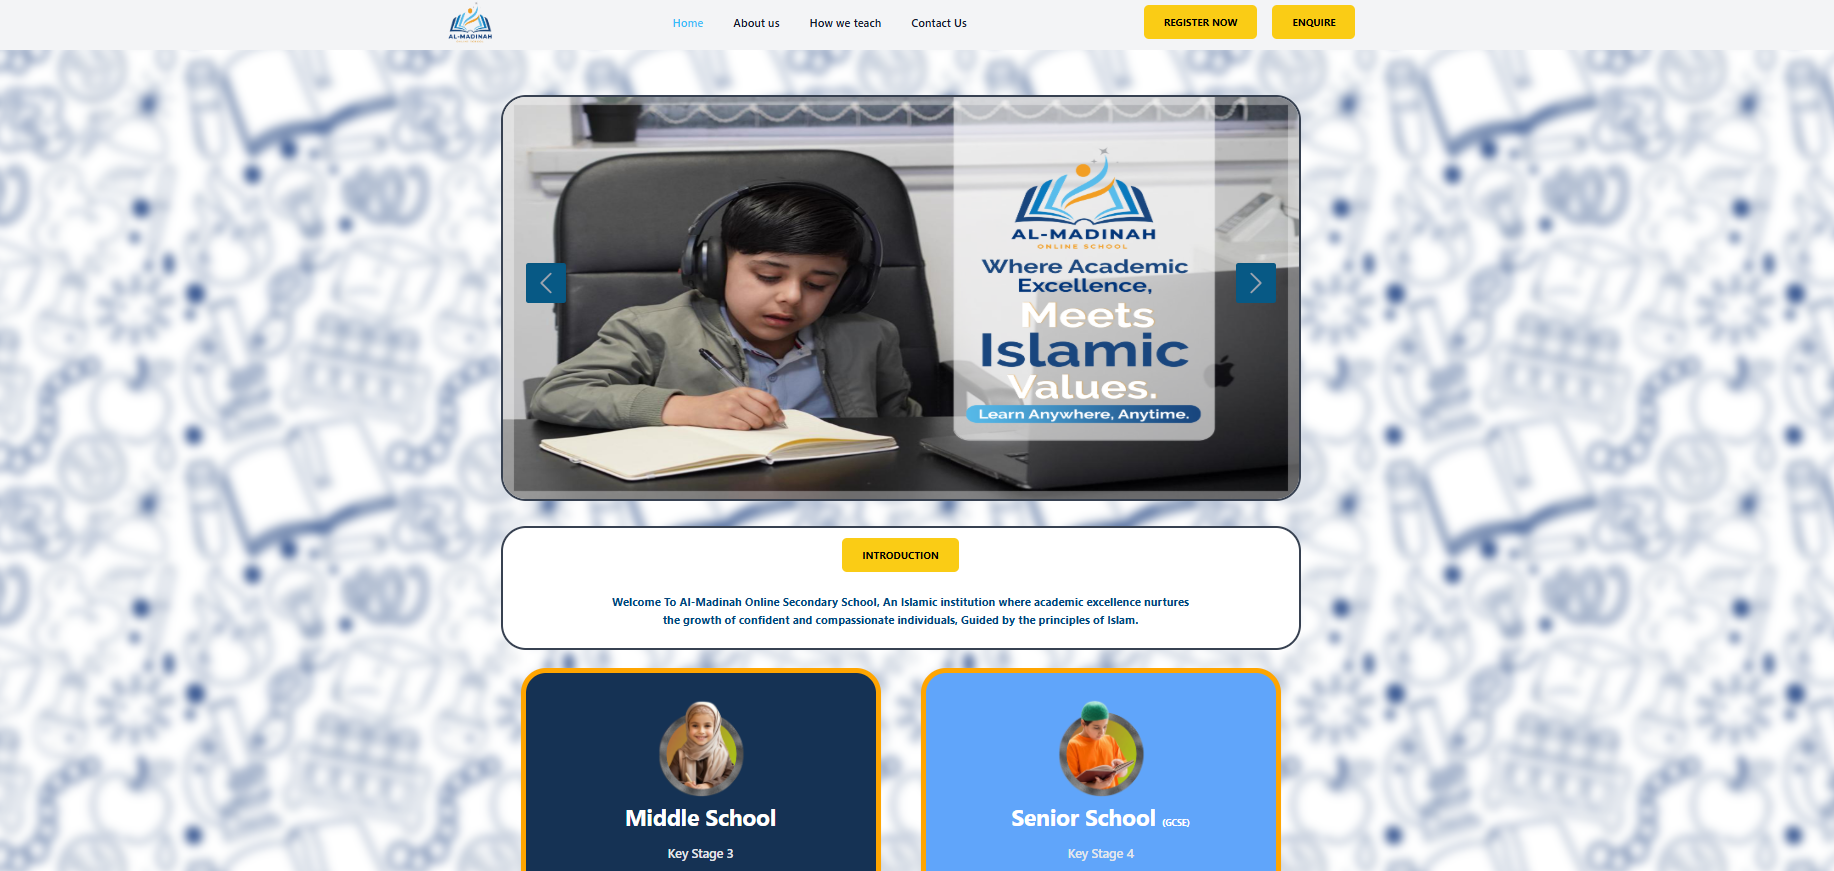 AL-MADINAH
Home
About us
How we teach
Contact Us
REGISTER NOW
ENQUIRE
AL-MADINAH
ONLINE SCHOOL
Where Academic
Excellence,
Meets
Islamic
Values.
Learn Anywhere, Anytime.
INTRODUCTION
Welcome To Al-Madinah Online Secondary School, An Islamic institution where academic excellence nurtures
the growth of confident and compassionate individuals, Guided by the principles of Islam.
Middle School
Key Stage 3
Senior School (GCSE)
Key Stage 4